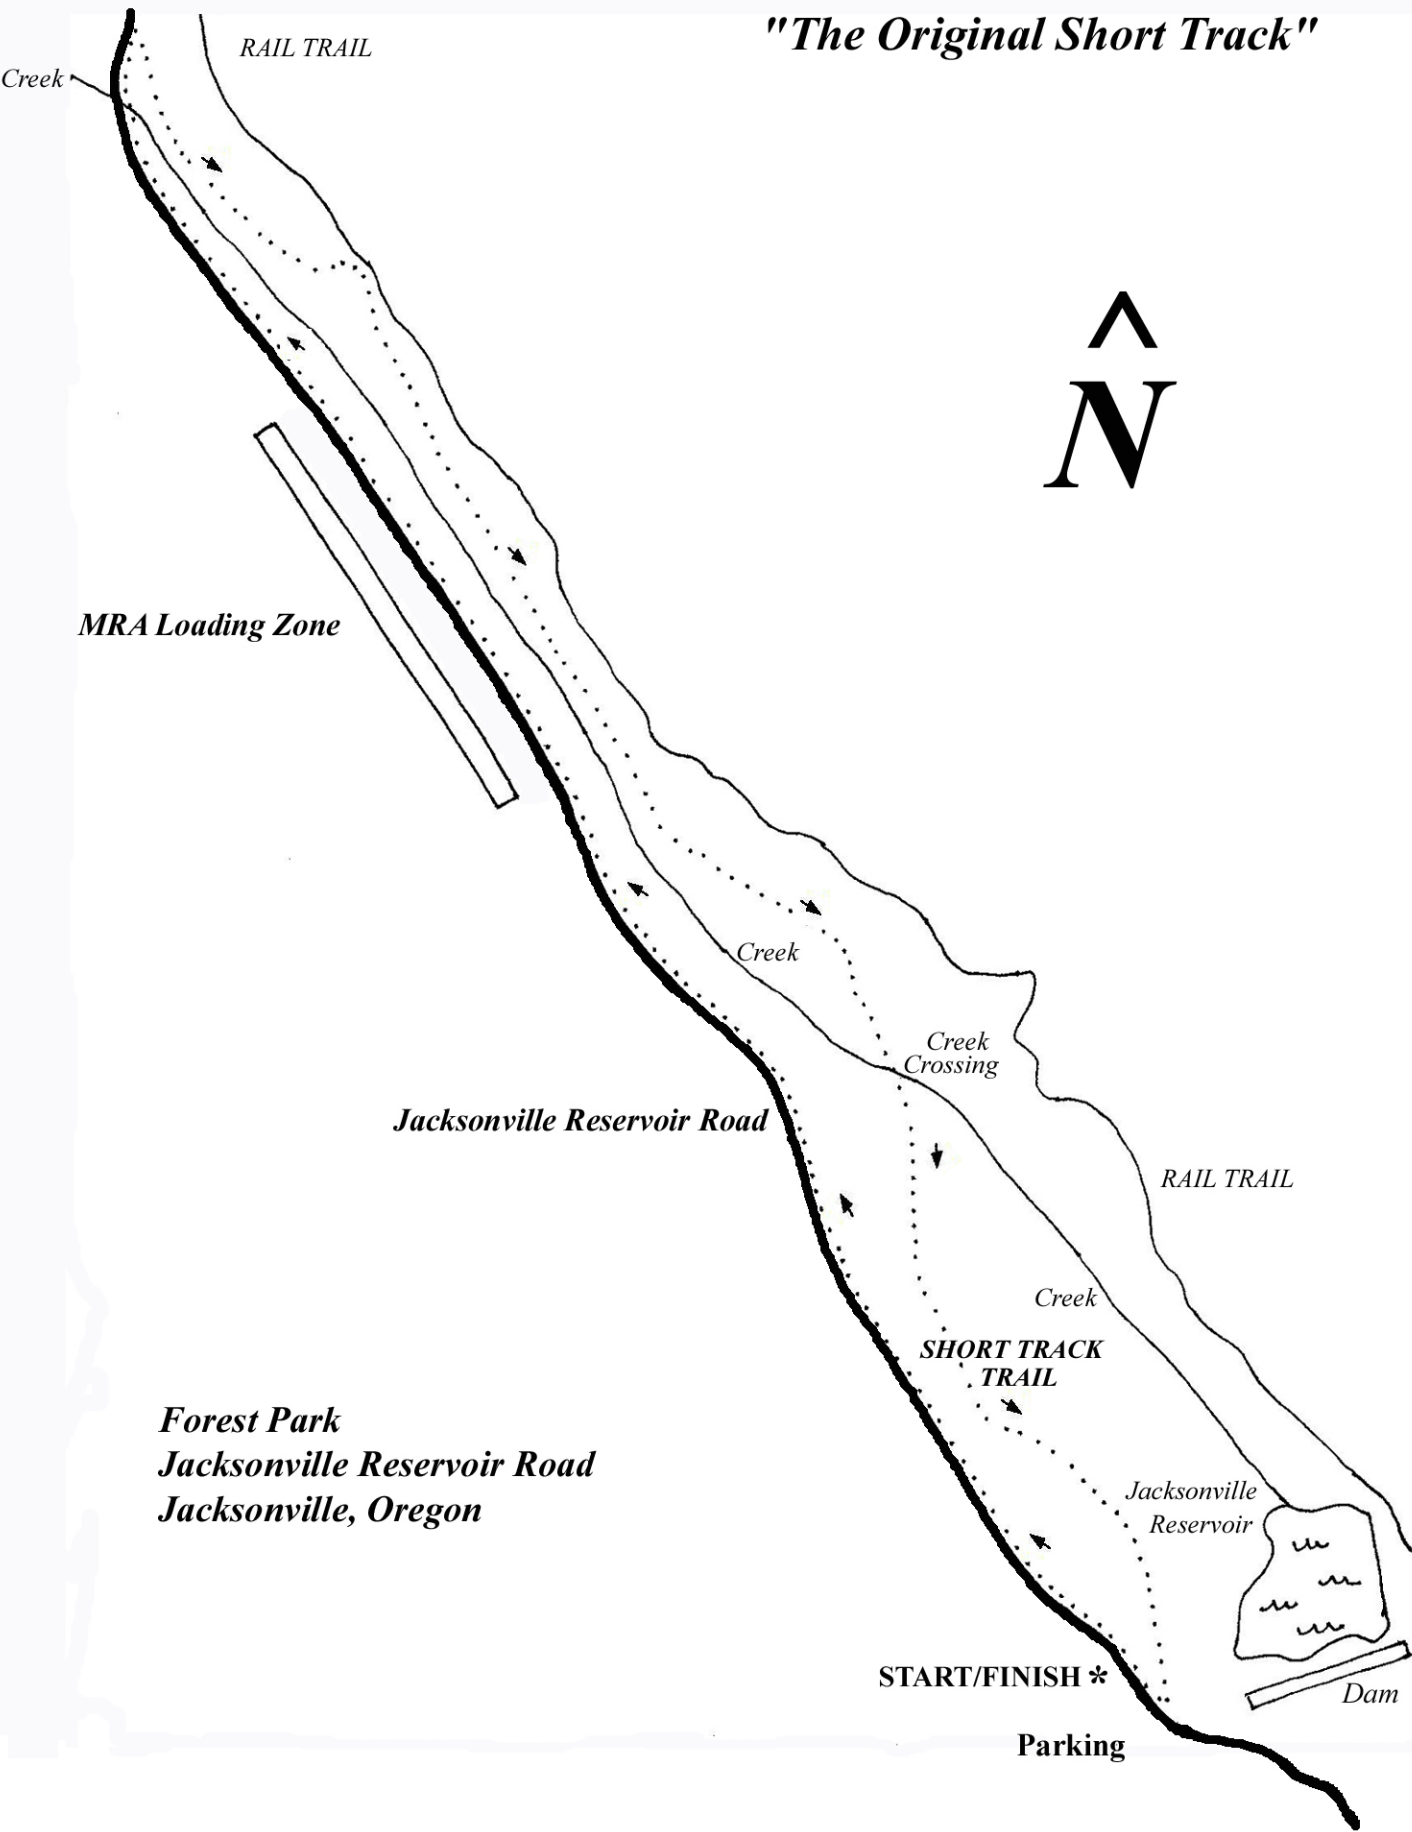 "The Original Short Track"
RAIL TRAIL
Creek
N
MRA Loading Zone
Creek
Creek
Crossing
Jacksonville Reservoir Road
RAIL TRAIL
Creek
SHORT TRACK
TRAIL
Forest Park
Jacksonville Reservoir Road
Jacksonville, Oregon
Jacksonville
Reservoir
START/FINISH *
Dam
Parking